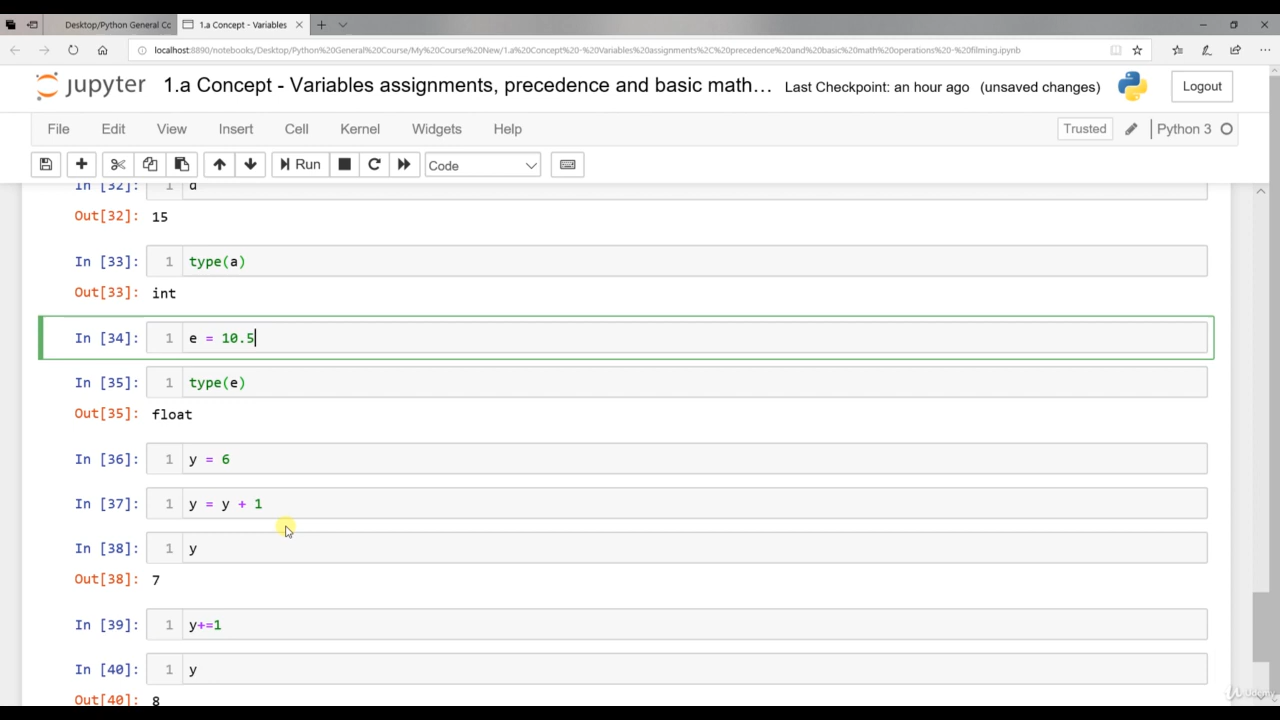 Desktop/Python General Cc
1.a Concept - Variables
localhost:8890/notebooks/Desktop/Python%20General%20Course/My%20Course%20New/1.a%20Concept%20-%20Variables%20assignments%2C%20precedence%20and%20basic%20math%20operations%20-%20filming.ipynb
jupyter 1.a Concept - Variables assignments, precedence and basic math… Last Checkpoint: an hour ago (unsaved changes) Logout
File Edit View Insert Cell Kernel Widgets Help Trusted Python 3
Run Code
In [32]: 1 d
Out[32]: 15
In [33]: 1 type(a)
Out[33]: int
In [34]: 1 e = 10.5
In [35]: 1 type(e)
Out[35]: float
In [36]: 1 y = 6
In [37]: 1 y = y + 1
In [38]: 1 y
Out[38]: 7
In [39]: 1 y+=1
In [40]: 1 y
Out[40]: 8
Udemy